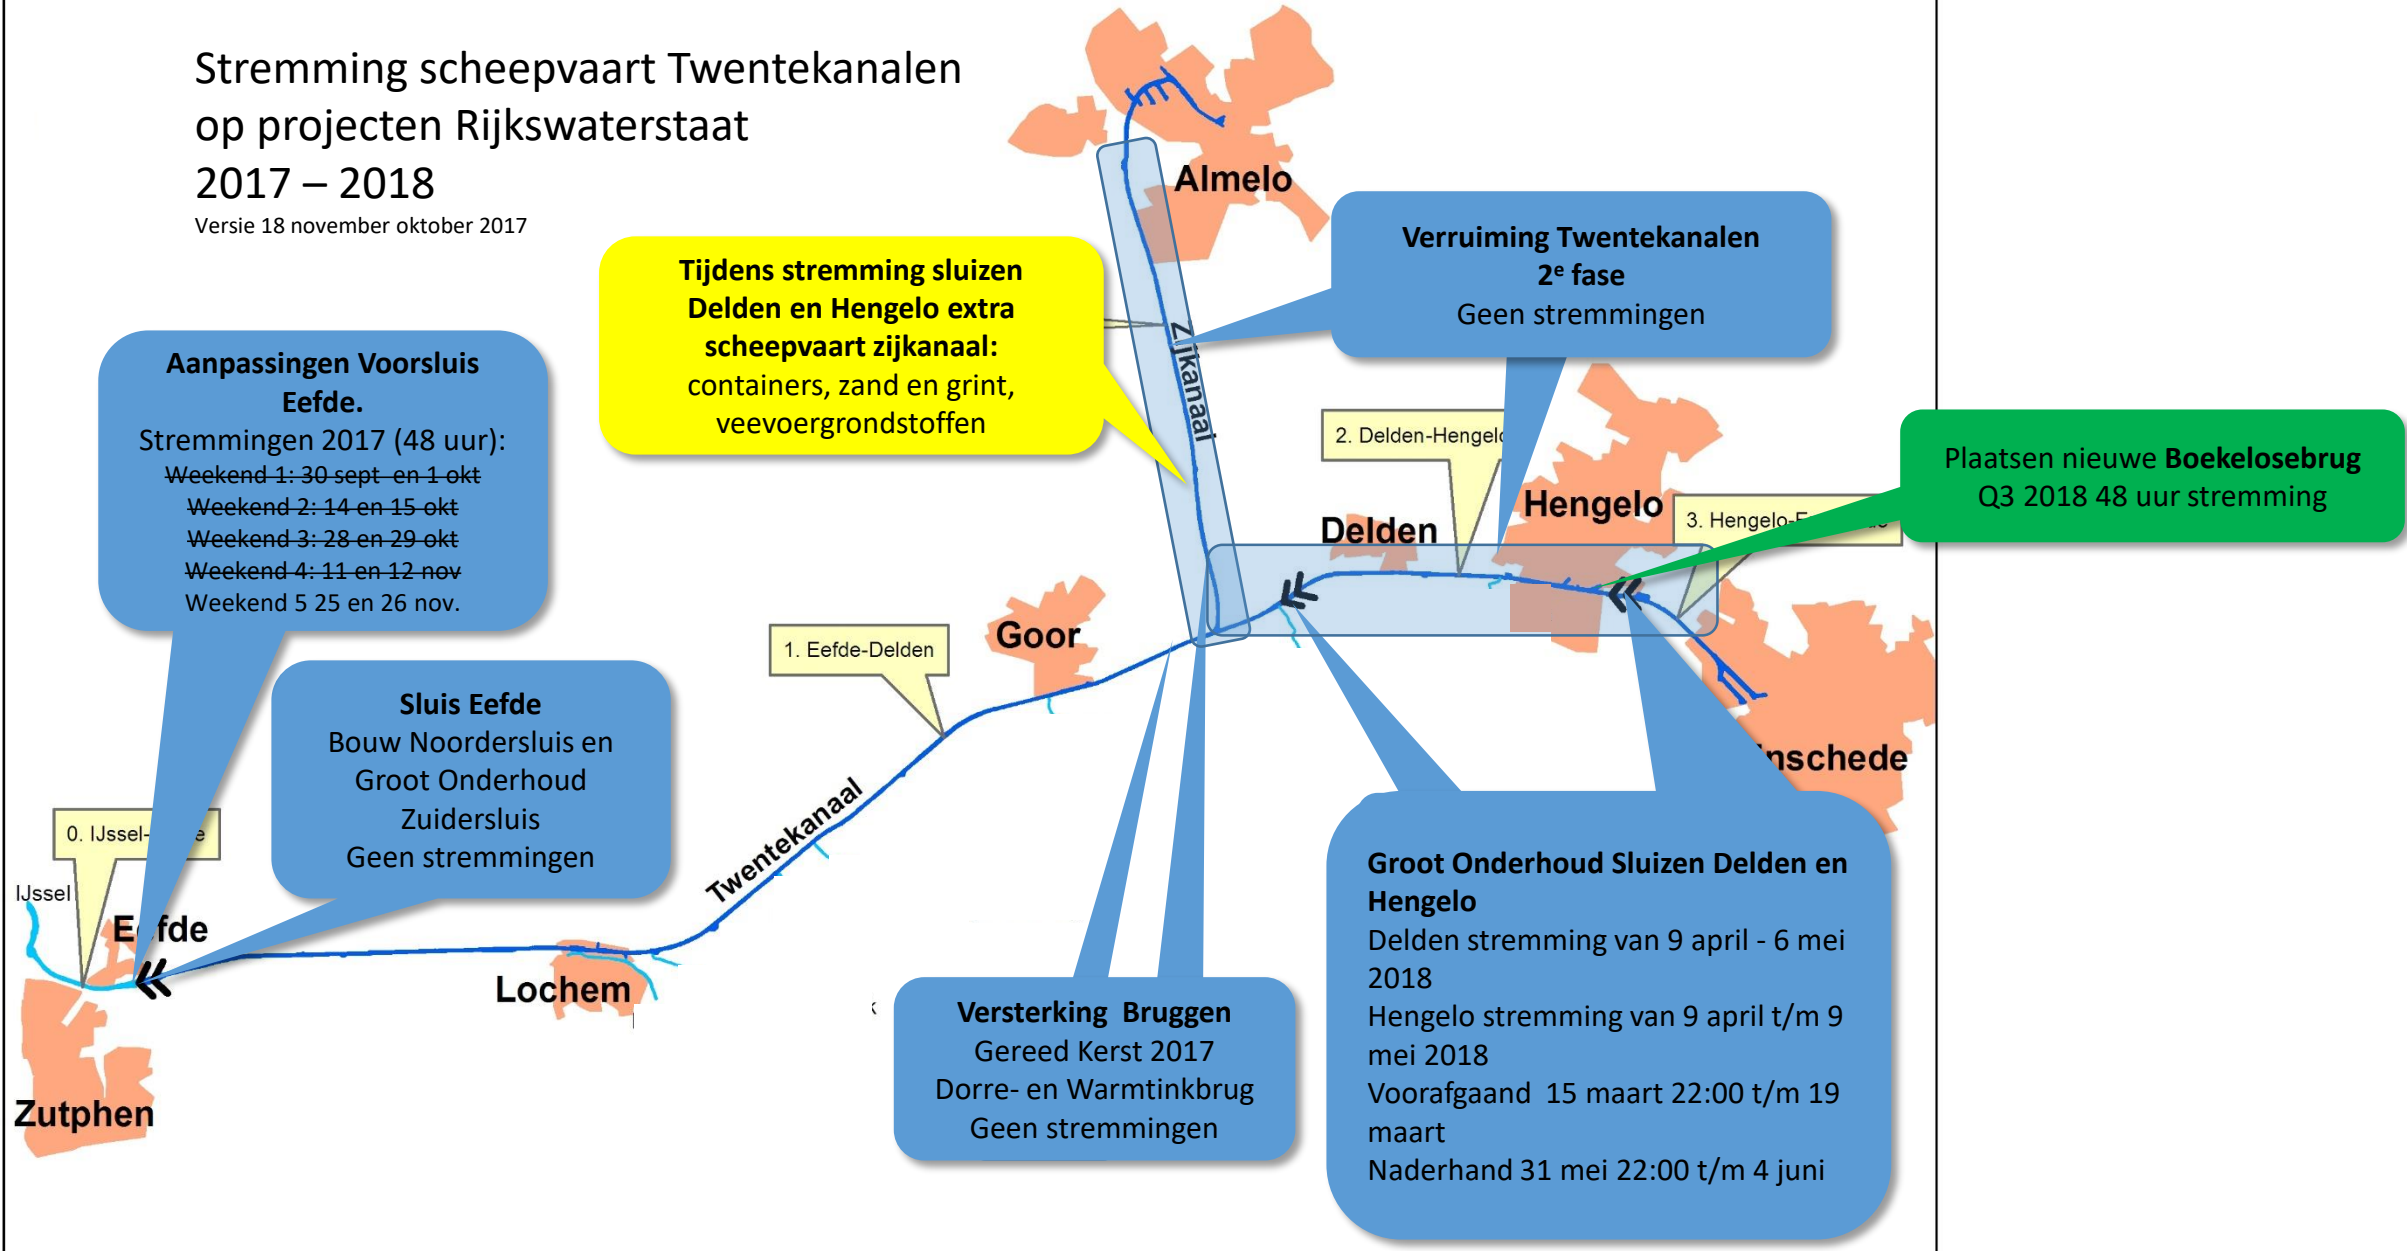 Stremming scheepvaart Twentekanalen
op projecten Rijkswaterstaat
2017 – 2018
Versie 18 november oktober 2017
Almelo
Verruiming Twentekanalen
2e fase
Geen stremmingen
Tijdens stremming sluizen
Delden en Hengelo extra
scheepvaart zijkanaal:
containers, zand en grint,
veevoergrondstoffen
Zijkanaal
Aanpassingen Voorsluis
Eefde.
Stremmingen 2017 (48 uur):
Weekend 1: 30 sept en 1 okt
Weekend 2: 14 en 15 okt
Weekend 3: 28 en 29 okt
Weekend 4: 11 en 12 nov
Weekend 5 25 en 26 nov.
2. Delden-Hengelo
Plaatsen nieuwe Boekelosebrug
Q3 2018 48 uur stremming
Hengelo
3. Hengelo-
Delden
Goor
1. Eefde-Delden
Sluis Eefde
Bouw Noordersluis en
Groot Onderhoud
Zuidersluis
Geen stremmingen
nschede
Twentekanaal
0. IJssel-
IJssel
Eefde
Lochem
Zutphen
Versterking Bruggen
Gereed Kerst 2017
Dorre- en Warmtinkbrug
Geen stremmingen
Groot Onderhoud Sluizen Delden en
Hengelo
Delden stremming van 9 april - 6 mei
2018
Hengelo stremming van 9 april t/m 9
mei 2018
Voorafgaand 15 maart 22:00 t/m 19
maart
Naderhand 31 mei 22:00 t/m 4 juni